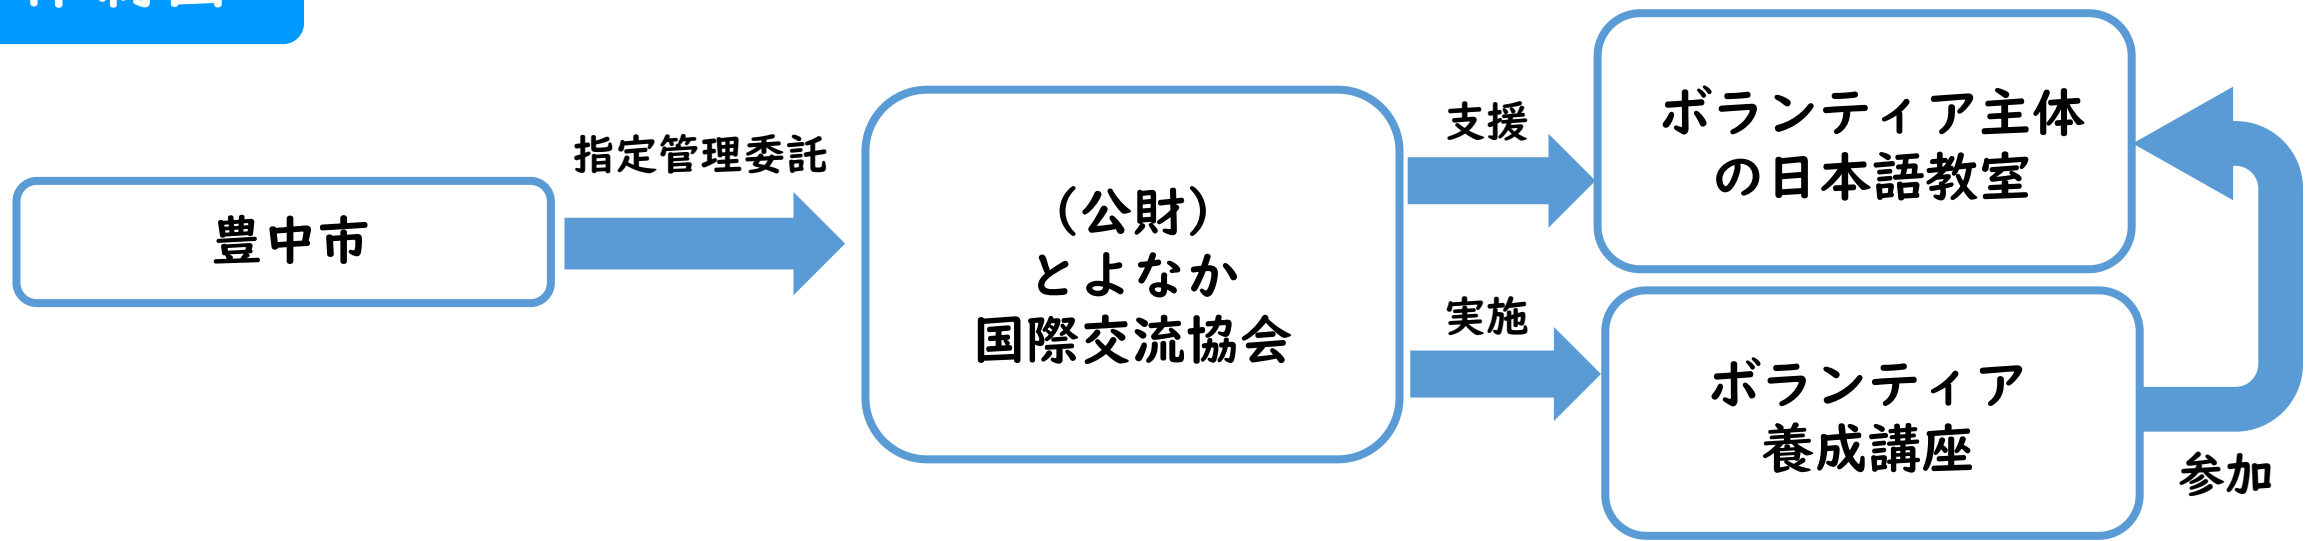 豊中市
指定管理委託
（公財）
とよなか
国際交流協会
支援
ボランティア主体
の日本語教室
実施
ボランティア
養成講座
参加